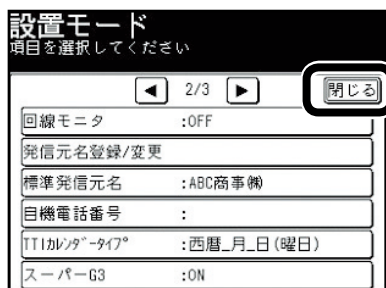 設置モード
項目を選択してください
◀ 2/3 ▶ 閉じる
回線モニタ :OFF
発信元名登録/変更
標準発信元名 :ABC商事㈱
自機電話番号 :
TTIカレンダータイプ :西暦_月_日(曜日)
スーパーG3 :ON